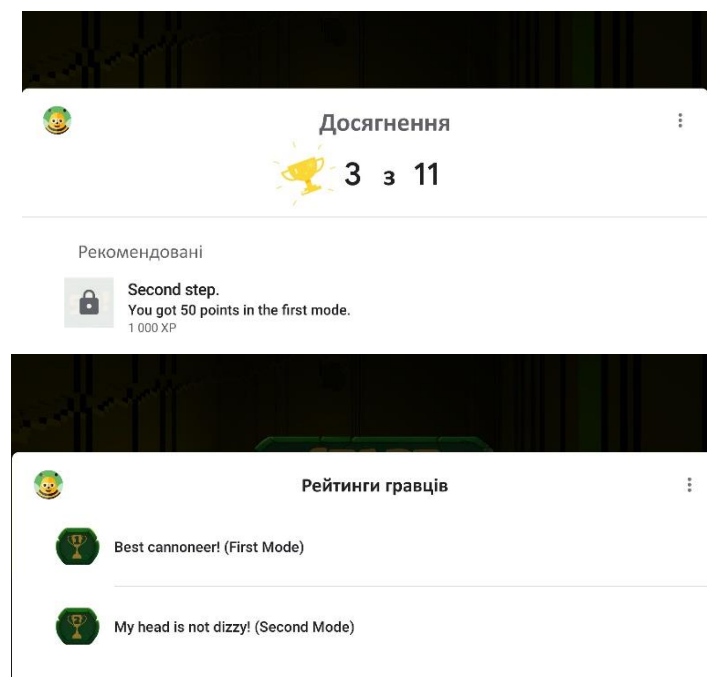 Досягнення
3 з 11
Рекомендовані
Second step.
You got 50 points in the first mode.
1 000 XP
Рейтинги гравців
Best cannoneer! (First Mode)
My head is not dizzy! (Second Mode)